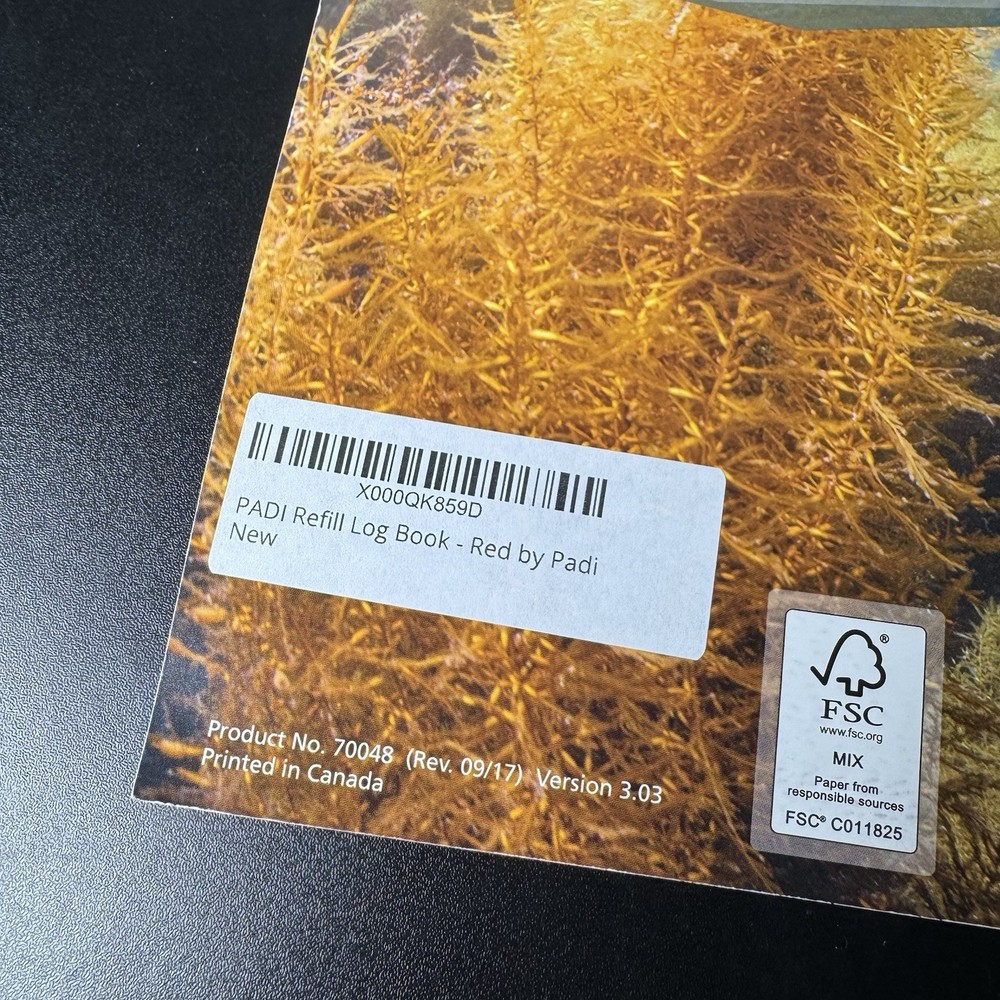 X000QK859D
PADI Refill Log Book - Red by Padi
New
Product No. 70048 (Rev. 09/17) Version 3.03
Printed in Canada
®
FSC
www.fsc.org
MIX
Paper from
responsible sources
FSC® C011825